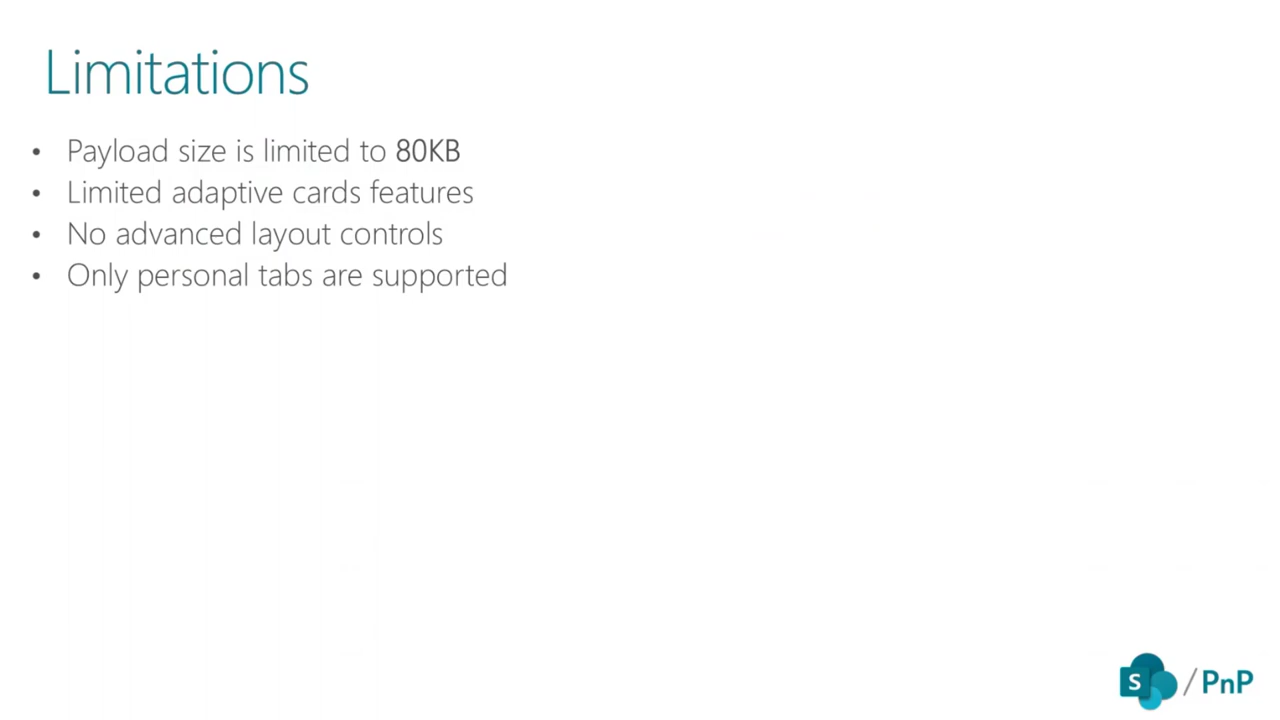 Limitations
• Payload size is limited to 80KB
• Limited adaptive cards features
• No advanced layout controls
• Only personal tabs are supported
S / PnP